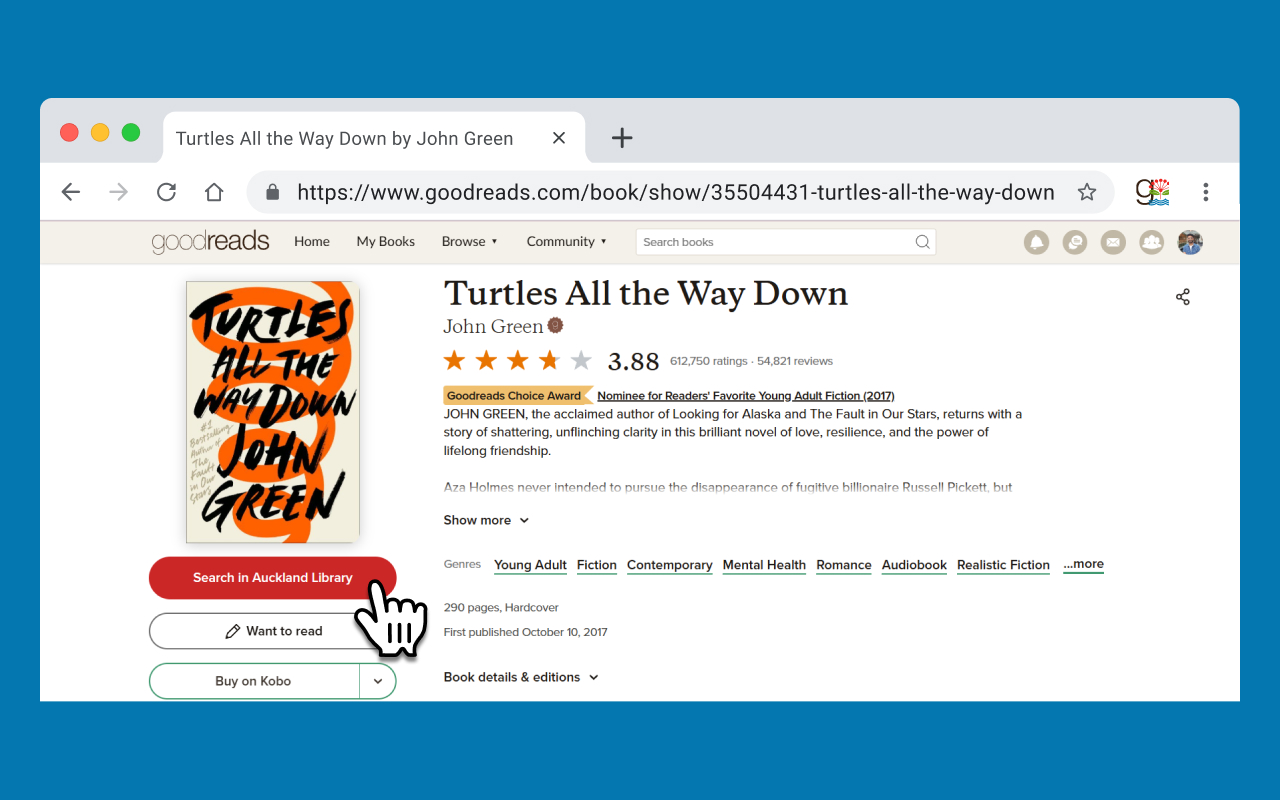 Turtles All the Way Down by John Green
https://www.goodreads.com/book/show/35504431-turtles-all-the-way-down
g
goodreads Home My Books Browse Community Search books
TURTLES
ALL THE
WAY DOWN
#1
Bestselling
Author of
The
Fault
in Our
Stars
JOHN
GREEN
Turtles All the Way Down
John Green
3.88 612,750 ratings · 54,821 reviews
Goodreads Choice Award Nominee for Readers' Favorite Young Adult Fiction (2017)
JOHN GREEN, the acclaimed author of Looking for Alaska and The Fault in Our Stars, returns with a
story of shattering, unflinching clarity in this brilliant novel of love, resilience, and the power of
lifelong friendship.
Aza Holmes never intended to pursue the disappearance of fugitive billionaire Russell Pickett, but
Show more
Genres Young Adult Fiction Contemporary Mental Health Romance Audiobook Realistic Fiction ...more
290 pages, Hardcover
First published October 10, 2017
Book details & editions
Search in Auckland Library
Want to read
Buy on Kobo